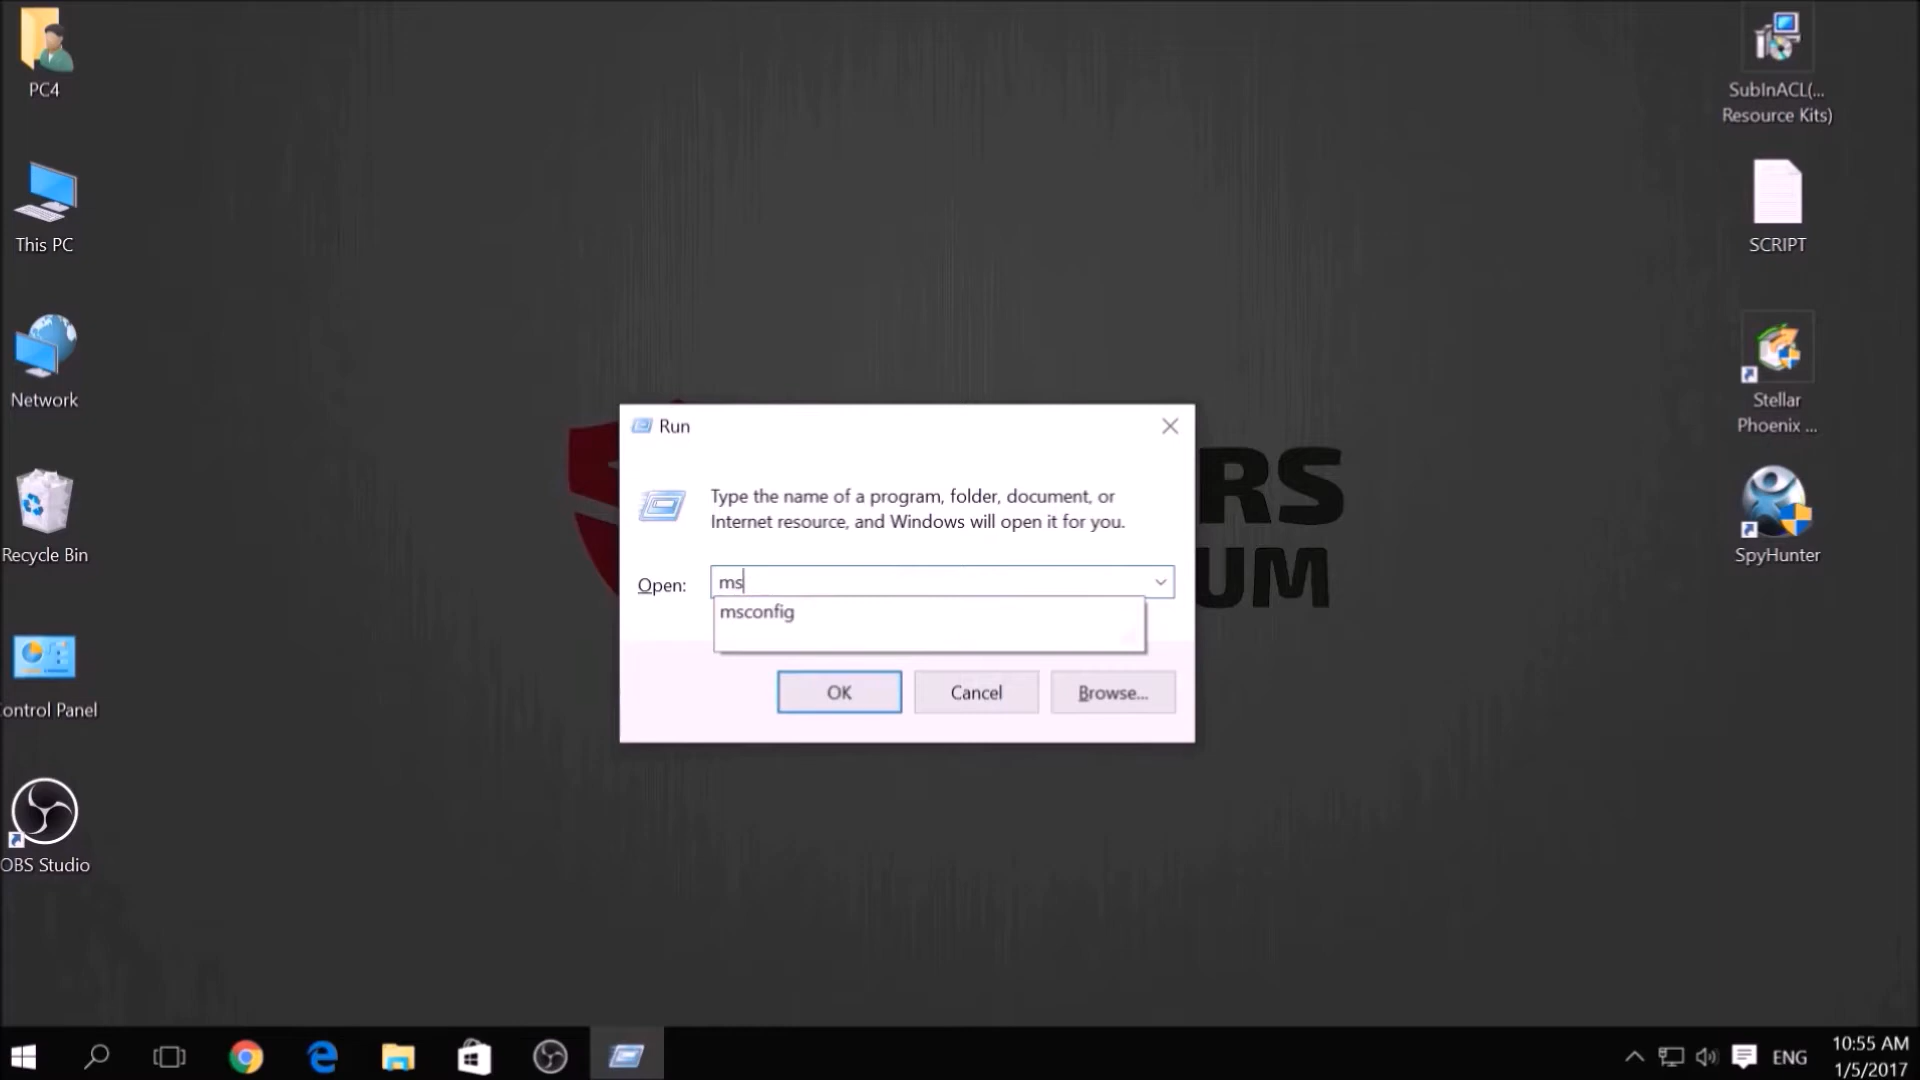 PC4
This PC
Network
Recycle Bin
ontrol Panel
OBS Studio
SubInACL(...
Resource Kits)
SCRIPT
Stellar
Phoenix ...
SpyHunter
RS
UM
Run
Type the name of a program, folder, document, or
Internet resource, and Windows will open it for you.
Open: ms
msconfig
OK Cancel Browse...
ENG
10:55 AM
1/5/2017